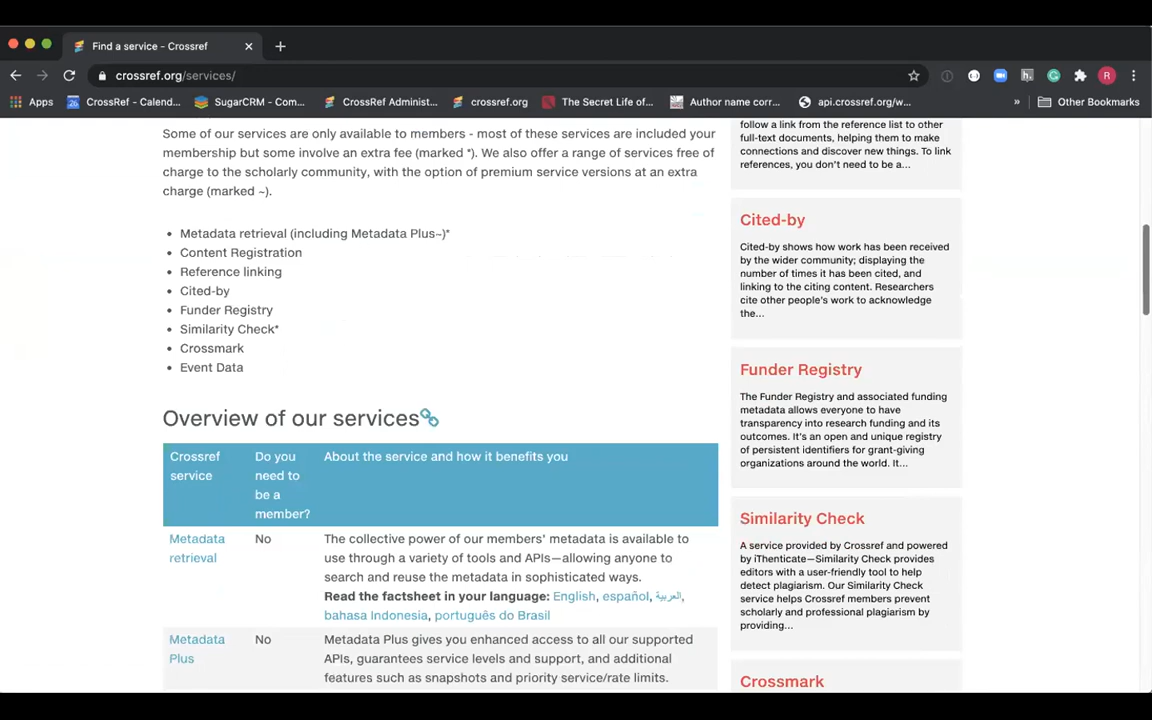 Find a service - Crossref
crossref.org/services/
Apps
CrossRef - Calend...
SugarCRM - Com...
CrossRef Administ...
crossref.org
The Secret Life of...
Author name corr...
api.crossref.org/w...
»
Other Bookmarks
Some of our services are only available to members - most of these services are included your
membership but some involve an extra fee (marked *). We also offer a range of services free of
charge to the scholarly community, with the option of premium service versions at an extra
charge (marked ~).
• Metadata retrieval (including Metadata Plus~)*
• Content Registration
• Reference linking
• Cited-by
• Funder Registry
• Similarity Check*
• Crossmark
• Event Data
Overview of our services
Crossref
service
Do you
need to
be a
member?
About the service and how it benefits you
Metadata
retrieval
No
The collective power of our members' metadata is available to
use through a variety of tools and APIs—allowing anyone to
search and reuse the metadata in sophisticated ways.
Read the factsheet in your language: English, español, العربية,
bahasa Indonesia, português do Brasil
Metadata
Plus
No
Metadata Plus gives you enhanced access to all our supported
APIs, guarantees service levels and support, and additional
features such as snapshots and priority service/rate limits.
follow a link from the reference list to other
full-text documents, helping them to make
connections and discover new things. To link
references, you don't need to be a...
Cited-by
Cited-by shows how work has been received
by the wider community; displaying the
number of times it has been cited, and
linking to the citing content. Researchers
cite other people's work to acknowledge
the...
Funder Registry
The Funder Registry and associated funding
metadata allows everyone to have
transparency into research funding and its
outcomes. It's an open and unique registry
of persistent identifiers for grant-giving
organizations around the world. It...
Similarity Check
A service provided by Crossref and powered
by iThenticate—Similarity Check provides
editors with a user-friendly tool to help
detect plagiarism. Our Similarity Check
service helps Crossref members prevent
scholarly and professional plagiarism by
providing...
Crossmark